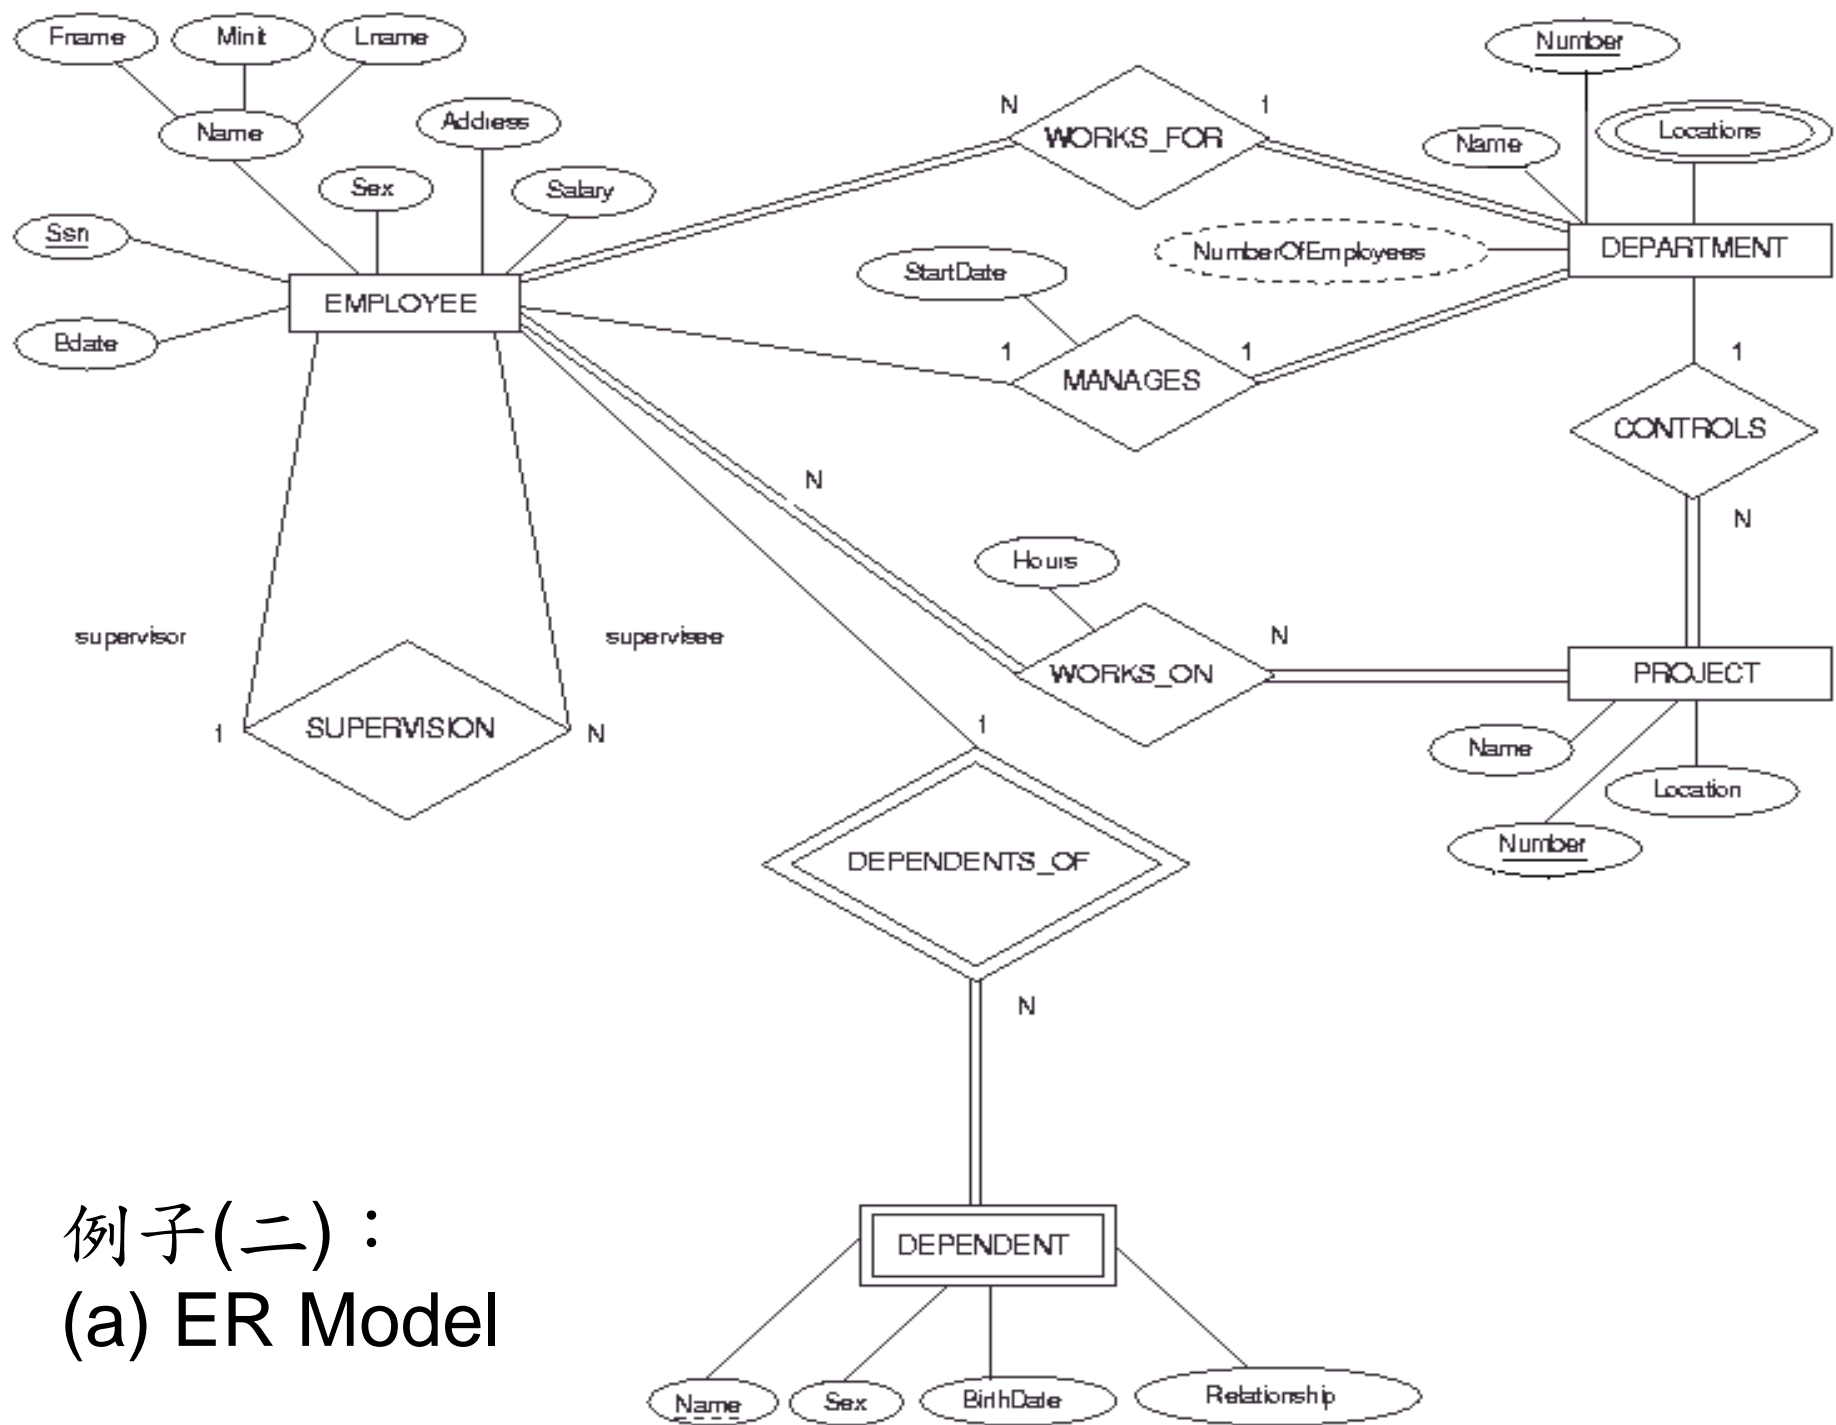 Fname
Minit
Lname
Name
Address
Sex
Salary
Ssn
Bdate
EMPLOYEE
N
WORKS_FOR
1
Number
Name
Locations
NumberOfEmployees
DEPARTMENT
StartDate
1
MANAGES
1
1
CONTROLS
N
N
Hours
WORKS_ON
N
PROJECT
Name
Location
Number
supervisor
supervisee
1
SUPERVISION
N
1
DEPENDENTS_OF
N
DEPENDENT
Name
Sex
BirthDate
Relationship
例子(二)：
(a) ER Model